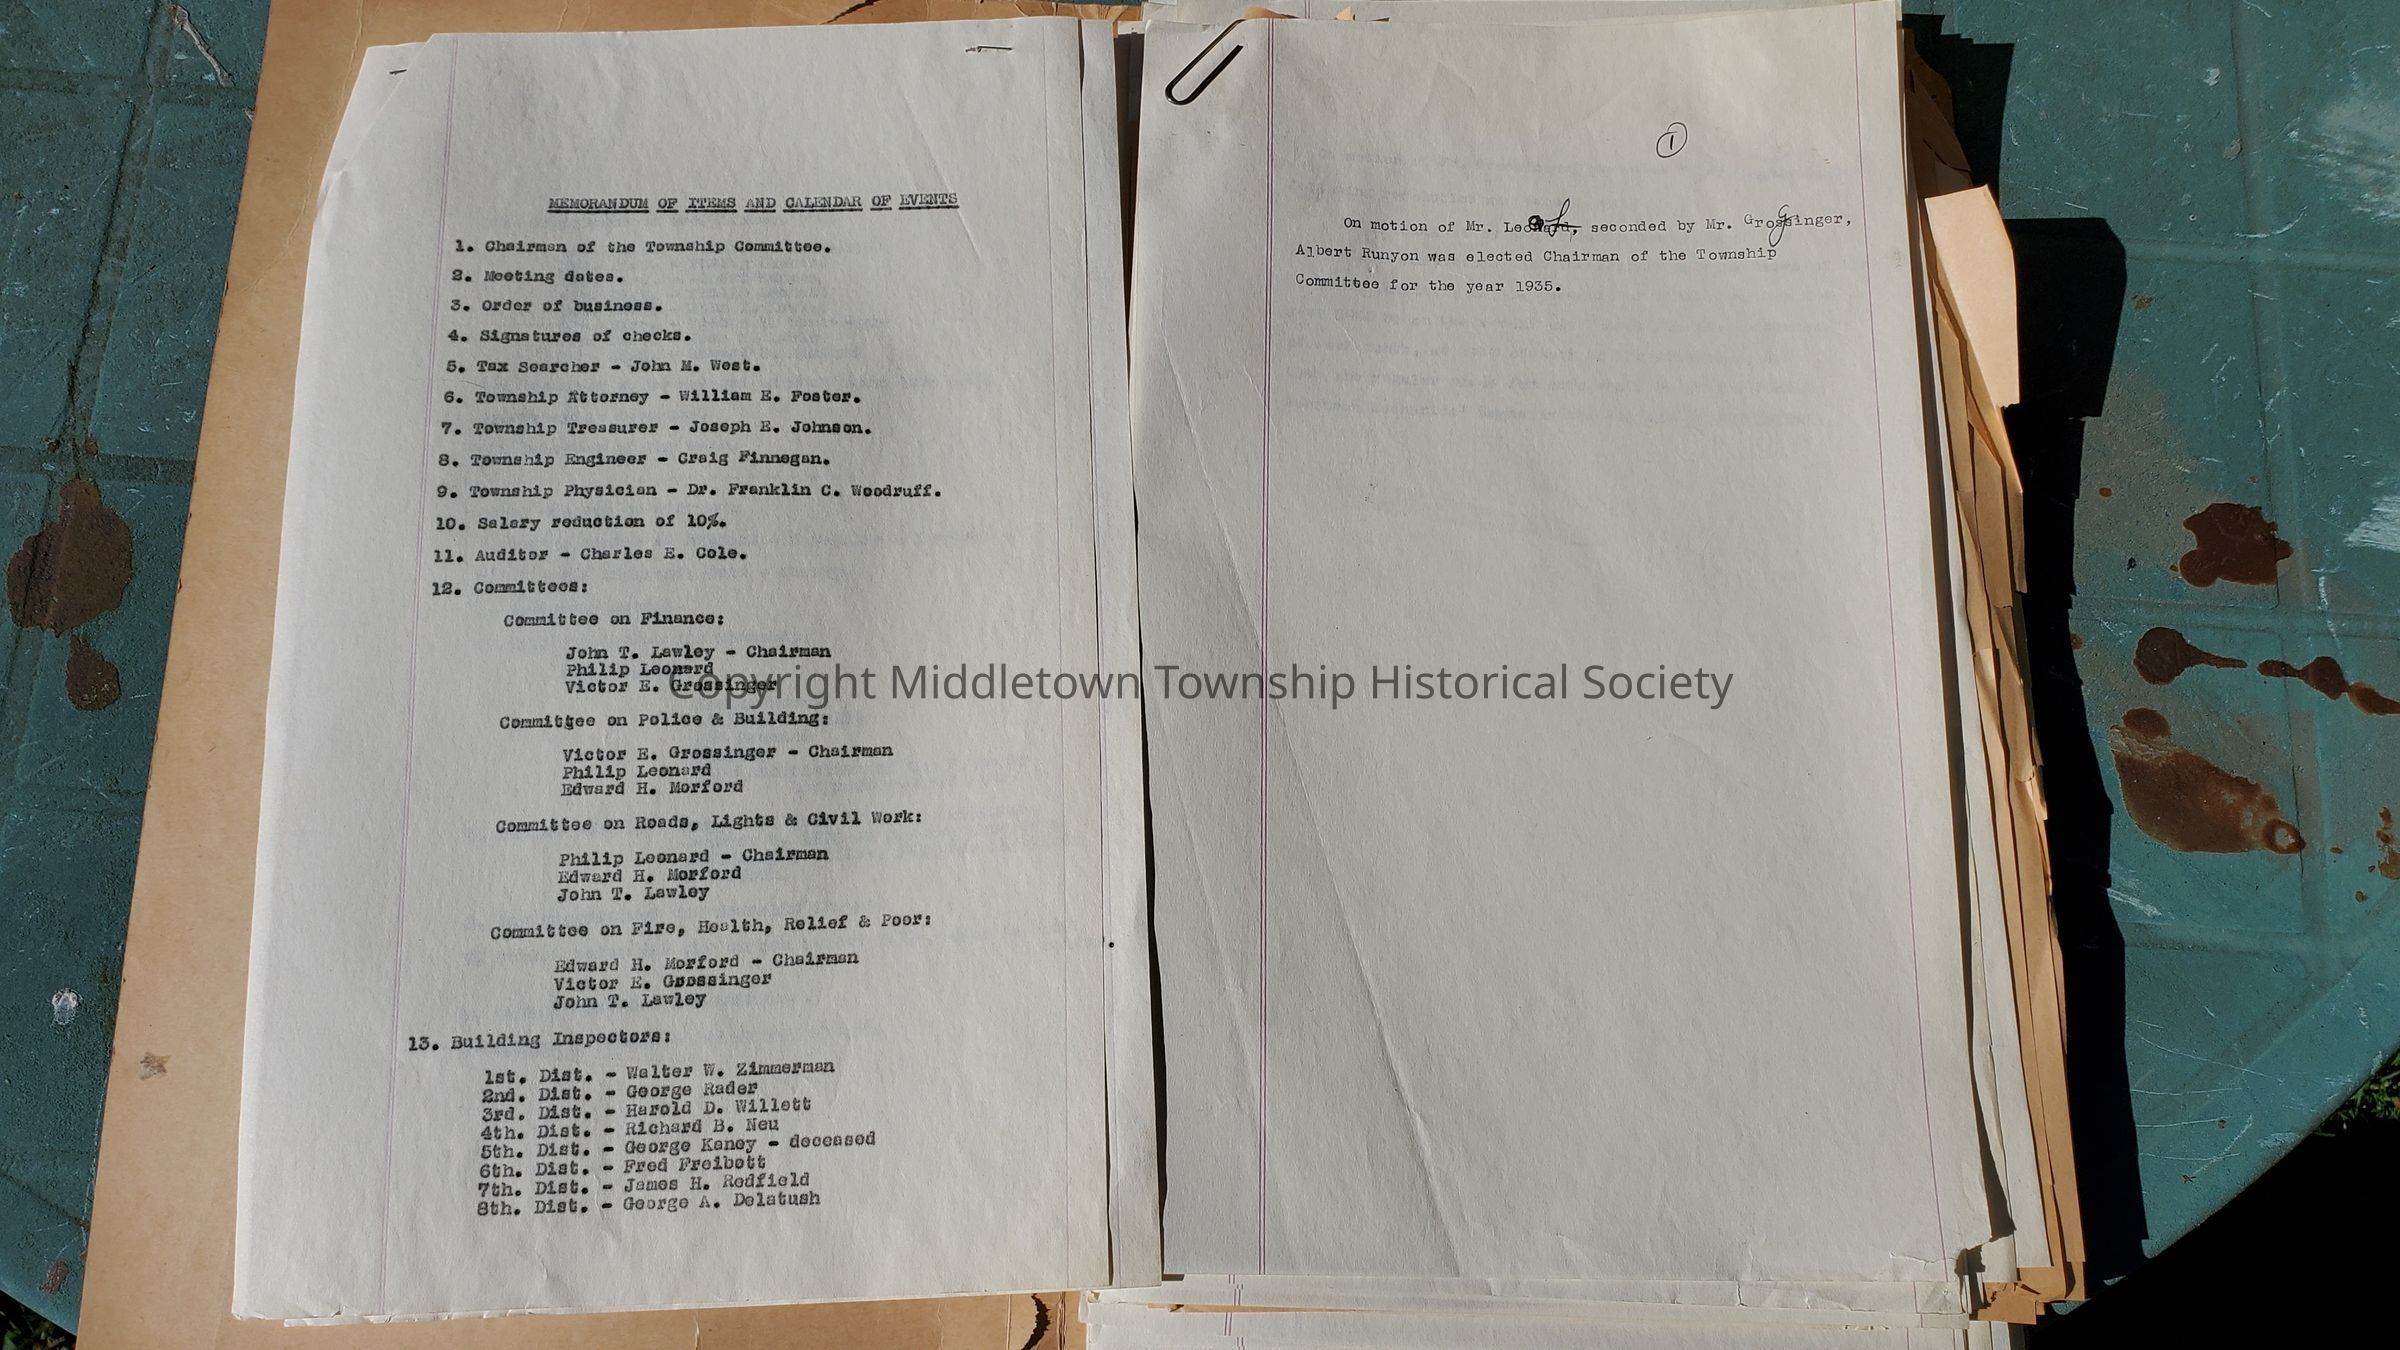 MEMORANDUM OF ITEMS AND CALENDAR OF EVENTS
1. Chairman of the Township Committee.
2. Meeting dates.
3. Order of business.
4. Signatures of checks.
5. Tax Searcher - John M. West.
6. Township Attorney - William E. Foster.
7. Township Treasurer - Joseph E. Johnson.
8. Township Engineer - Craig Finnegan.
9. Township Physician - Dr. Franklin C. Woodruff.
10. Salary reduction of 10%.
11. Auditor - Charles E. Cole.
12. Committees:
Committee on Finance:
John T. Lawley - Chairman
Philip Leonard
Victor E. Grossinger
Committee on Police & Building:
Victor E. Grossinger - Chairman
Philip Leonard
Edward H. Morford
Committee on Roads, Lights & Civil Work:
Philip Leonard - Chairman
Edward H. Morford
John T. Lawley
Committee on Fire, Health, Relief & Poor:
Edward H. Morford - Chairman
Victor E. Grossinger
John T. Lawley
13. Building Inspectors:
1st. Dist. - Walter W. Zimmerman
2nd. Dist. - George Rader
3rd. Dist. - Harold D. Willett
4th. Dist. - Richard B. Neu
5th. Dist. - George Kaney - deceased
6th. Dist. - Fred Freibott
7th. Dist. - James H. Redfield
8th. Dist. - George A. Delatush
1
On motion of Mr. Leonard, seconded by Mr. Grossinger,
Albert Runyon was elected Chairman of the Township
Committee for the year 1935.
Copyright Middletown Township Historical Society